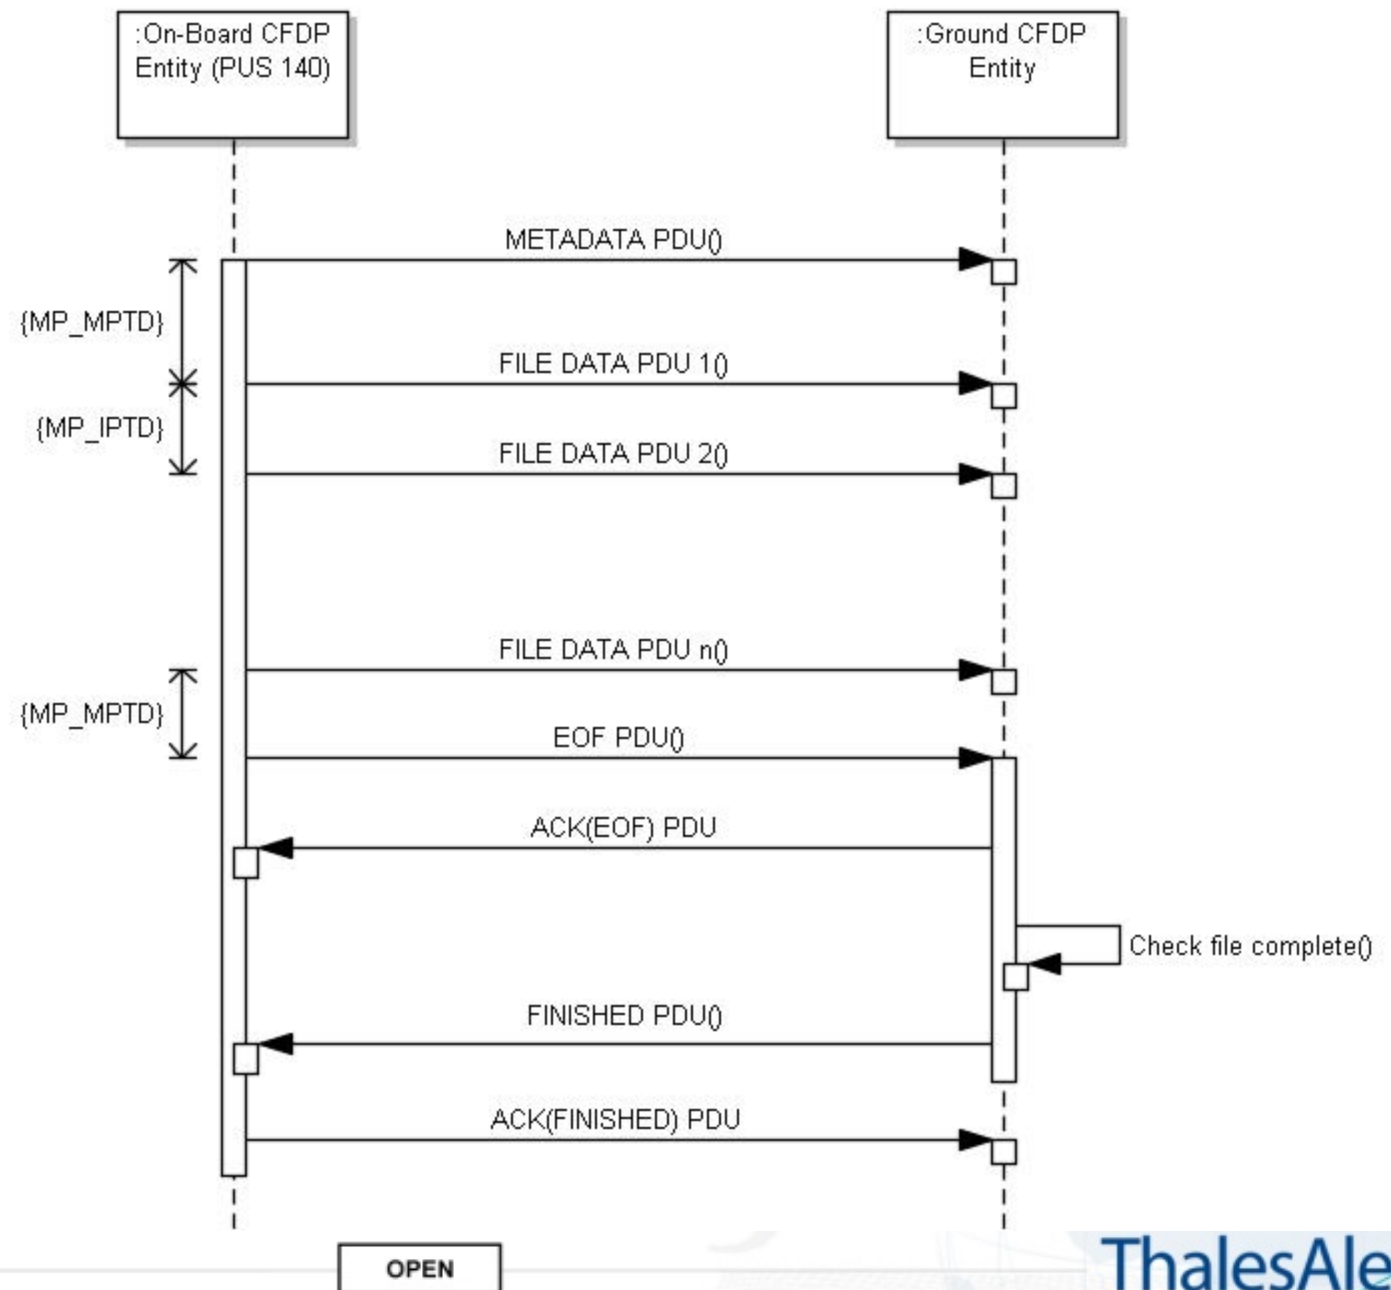 :On-Board CFDP
Entity (PUS 140)
:Ground CFDP
Entity
METADATA PDU()
{MP_MPTD}
FILE DATA PDU 1()
{MP_IPTD}
FILE DATA PDU 2()
FILE DATA PDU n()
{MP_MPTD}
EOF PDU()
ACK(EOF) PDU
Check file complete()
FINISHED PDU()
ACK(FINISHED) PDU
OPEN
ThalesAle